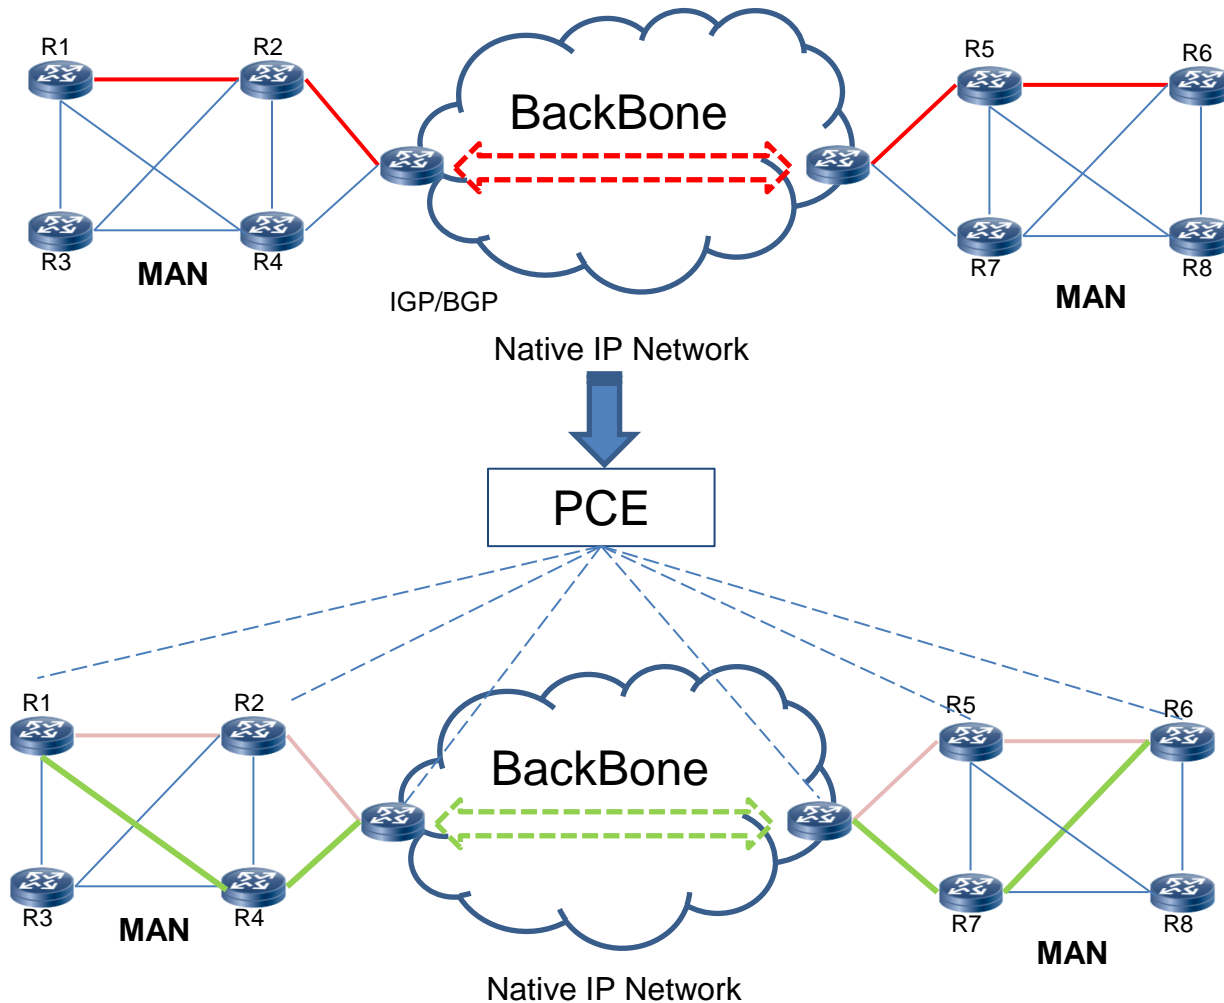 R1
R2
R5
R6
BackBone
R3
R4
R7
R8
MAN
MAN
IGP/BGP
Native IP Network
PCE
R1
R2
R5
R6
BackBone
R3
R4
R7
R8
MAN
MAN
Native IP Network